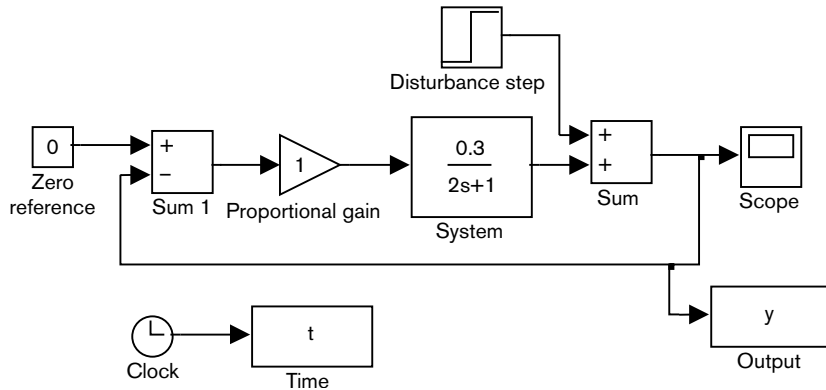 Disturbance step
0
Zero
reference
+
−
Sum 1
1
Proportional gain
0.3
2s+1
System
+
+
Sum
Scope
Clock
t
Time
y
Output